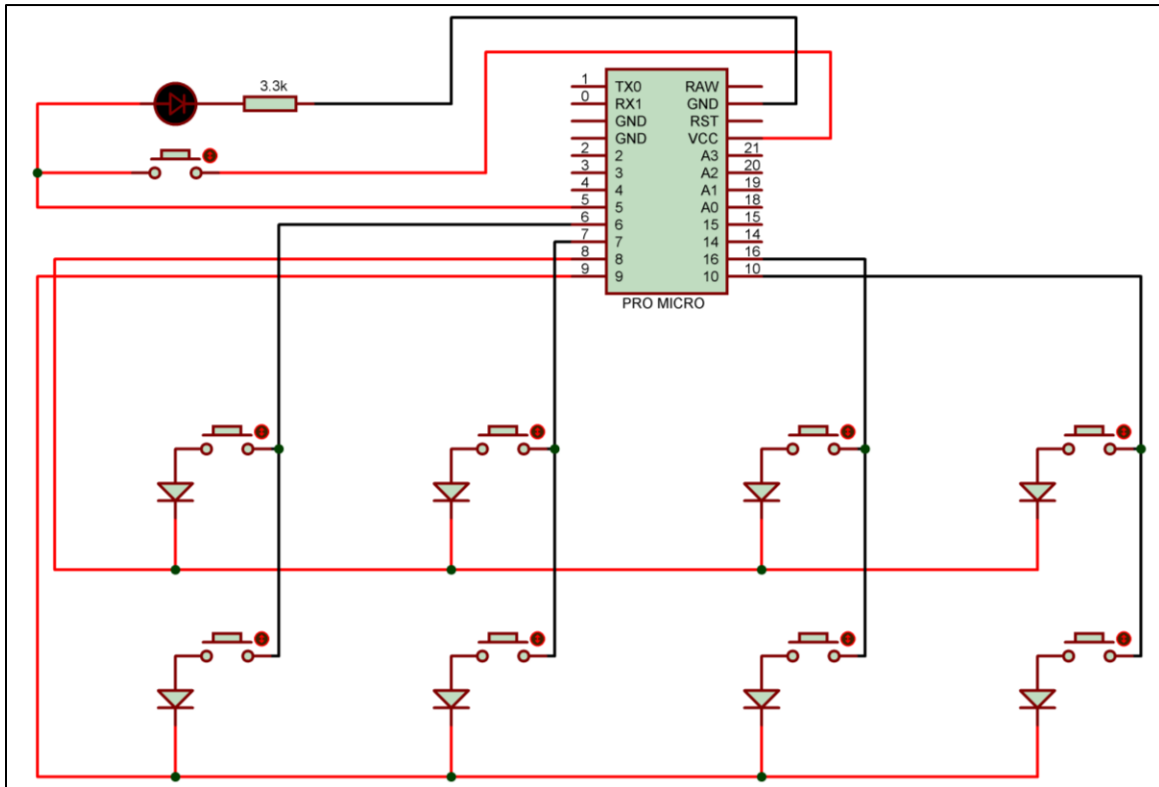 3.3k
1 TX0 RAW
0 RX1 GND
GND RST
GND VCC
2 2 A3 21
3 3 A2 20
4 4 A1 19
5 5 A0 18
6 6 15 15
7 7 14 14
8 8 16 16
9 9 10 10
PRO MICRO